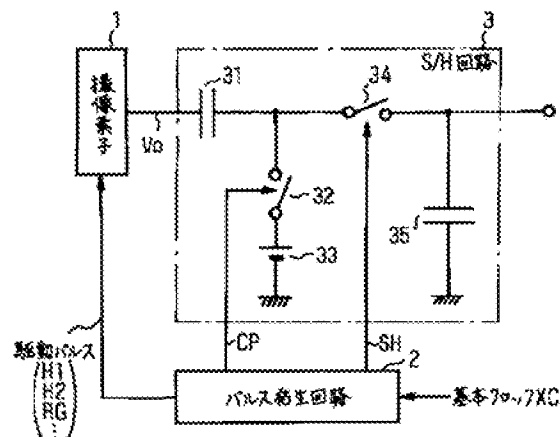 1
撮像素子
Vo
3
S/H回路
31
34
32
33
35
CP
SH
駆動パルス
H1
H2
RG
⋮
2
パルス発生回路
基本クロックXC